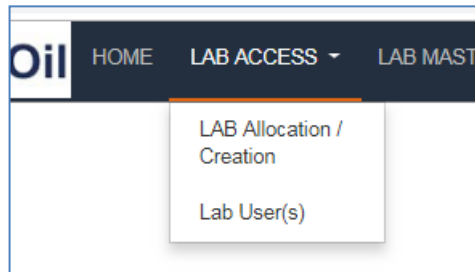 Oil HOME LAB ACCESS LAB MAST
LAB Allocation /
Creation
Lab User(s)